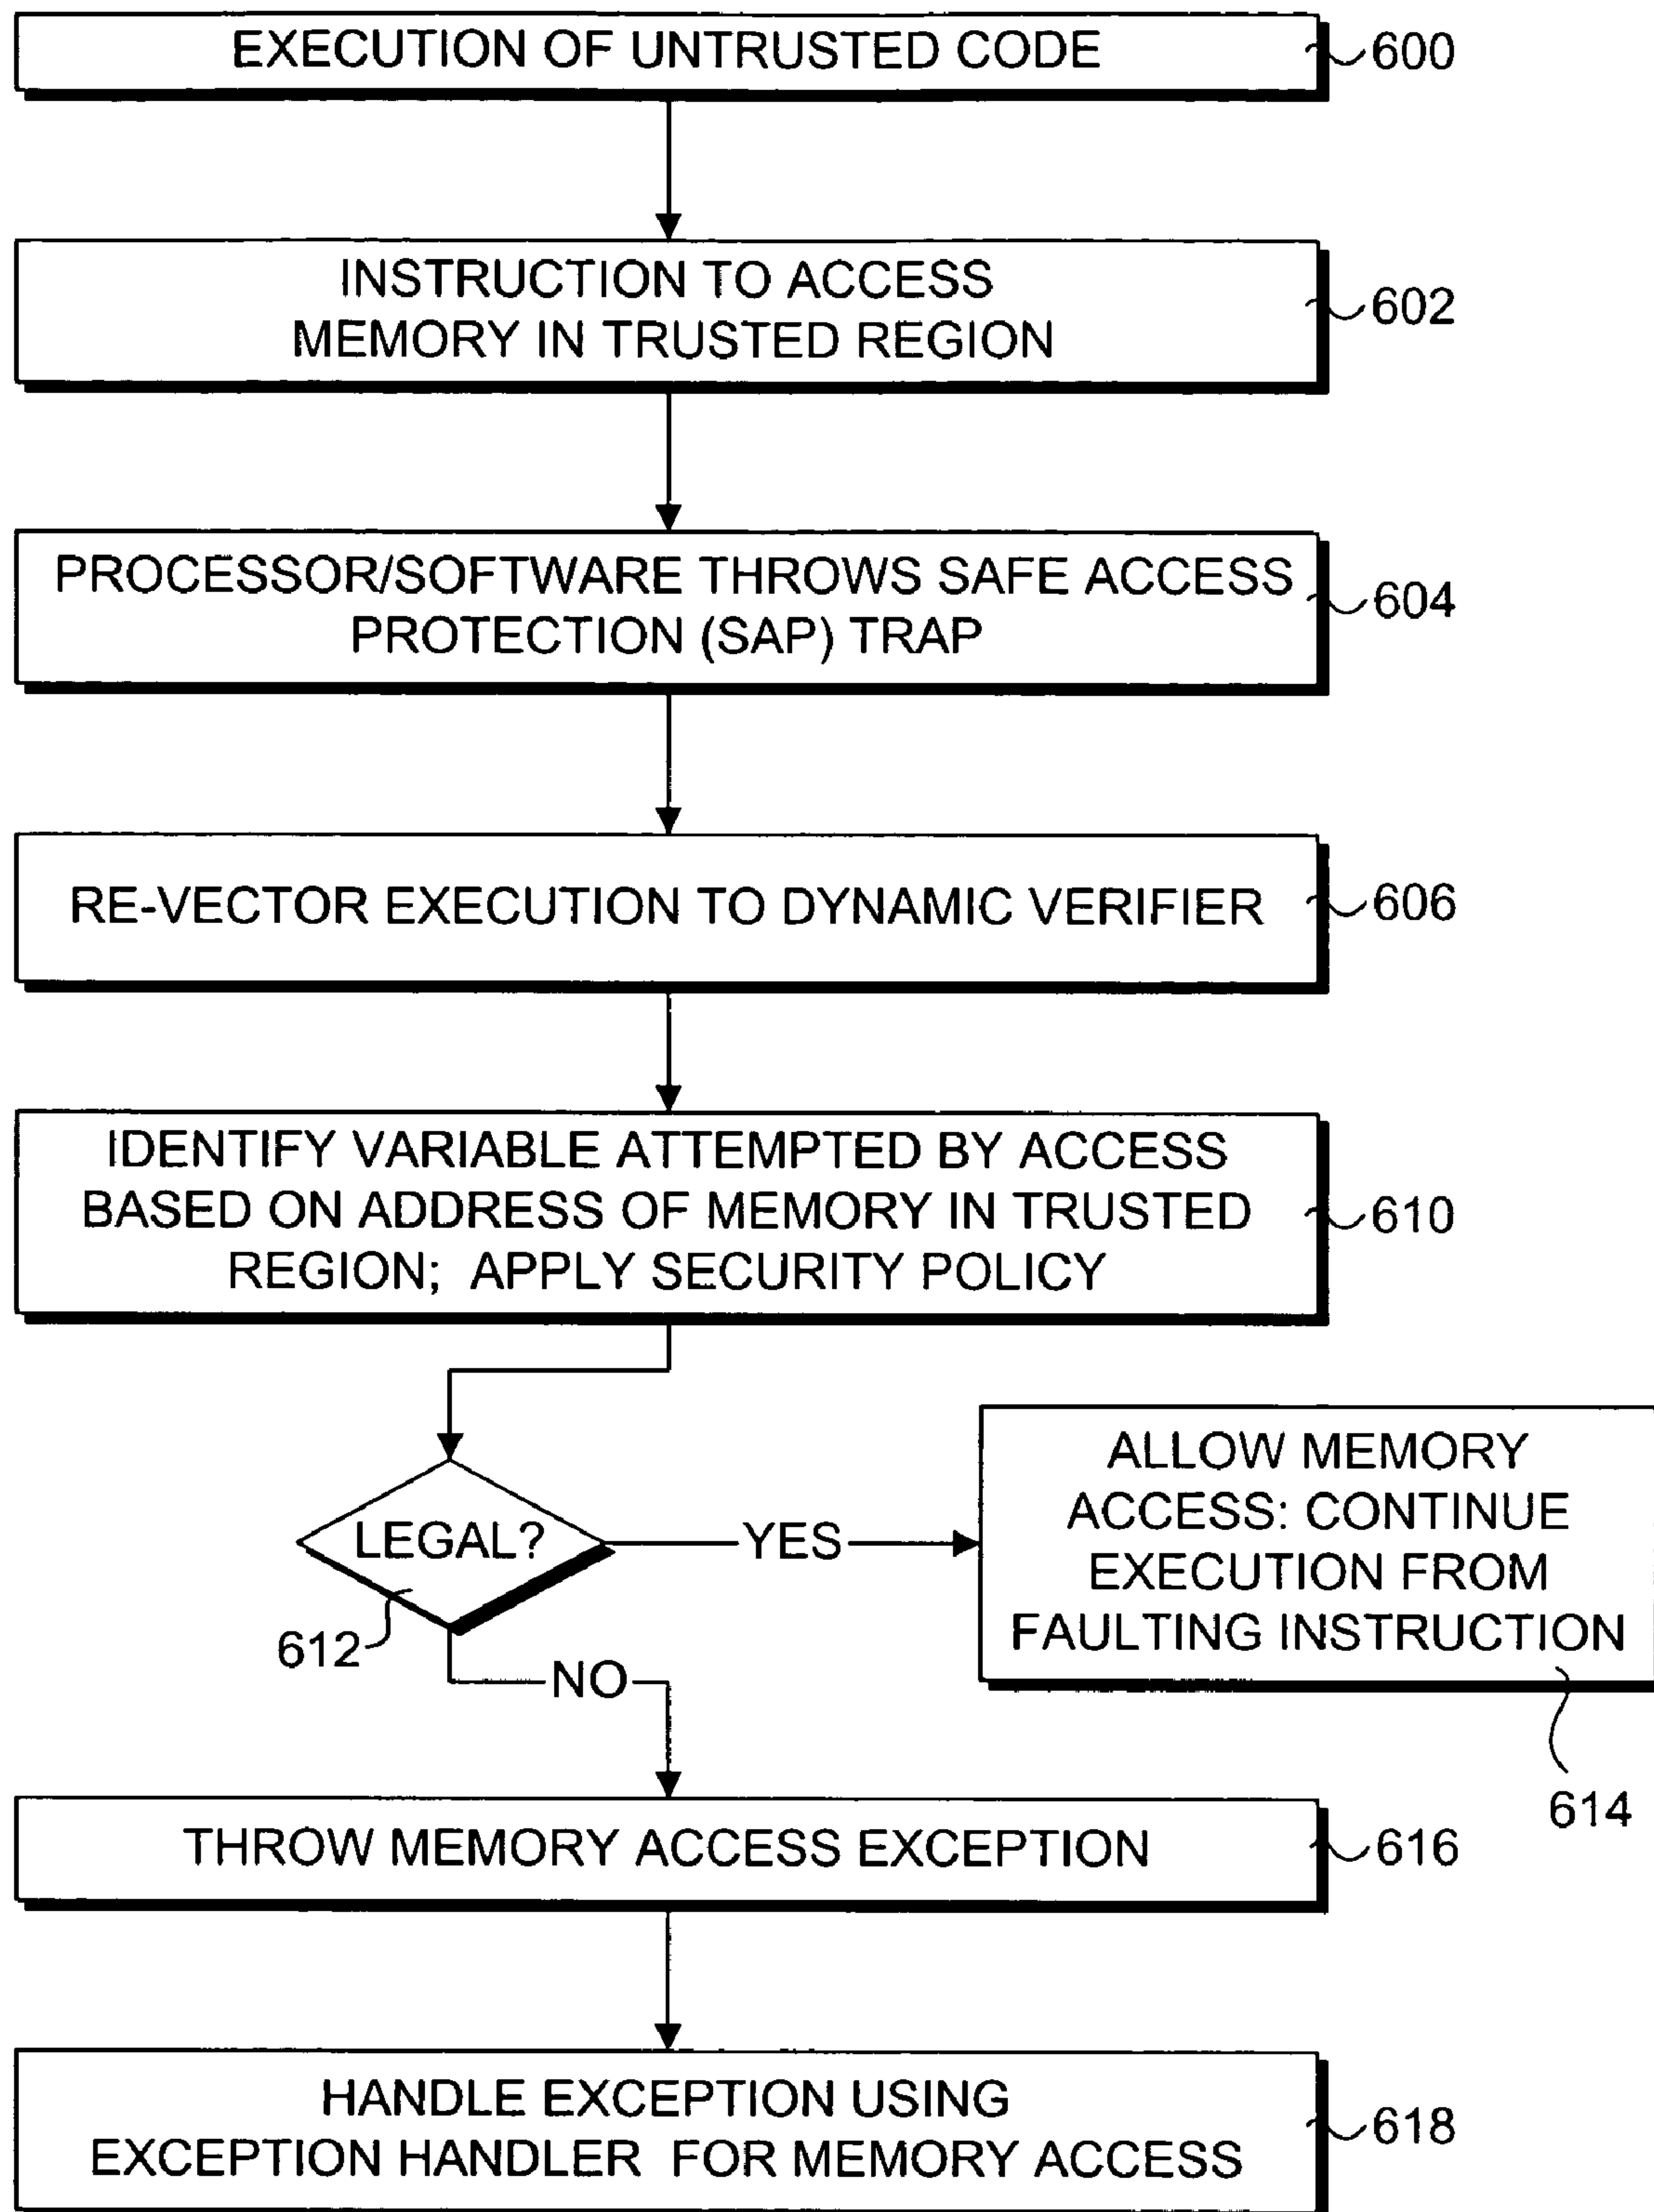 EXECUTION OF UNTRUSTED CODE
600
INSTRUCTION TO ACCESS
MEMORY IN TRUSTED REGION
602
PROCESSOR/SOFTWARE THROWS SAFE ACCESS
PROTECTION (SAP) TRAP
604
RE-VECTOR EXECUTION TO DYNAMIC VERIFIER
606
IDENTIFY VARIABLE ATTEMPTED BY ACCESS
BASED ON ADDRESS OF MEMORY IN TRUSTED
REGION; APPLY SECURITY POLICY
610
LEGAL?
612
YES
ALLOW MEMORY
ACCESS: CONTINUE
EXECUTION FROM
FAULTING INSTRUCTION
614
NO
THROW MEMORY ACCESS EXCEPTION
616
HANDLE EXCEPTION USING
EXCEPTION HANDLER FOR MEMORY ACCESS
618